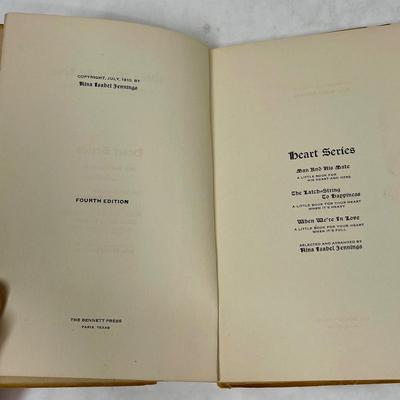 COPYRIGHT, JULY, 1910, BY
Nina Isabel Jennings
FOURTH EDITION
THE BENNETT PRESS
PARIS, TEXAS
Heart Series
Man And His Mate
A LITTLE BOOK FOR
HIS HEART AND HERS
The Latch-String
To Happiness
A LITTLE BOOK FOR YOUR HEART
WHEN IT'S HEAVY
When We're In Love
A LITTLE BOOK FOR YOUR HEART
WHEN IT'S FULL
SELECTED AND ARRANGED BY
Nina Isabel Jennings